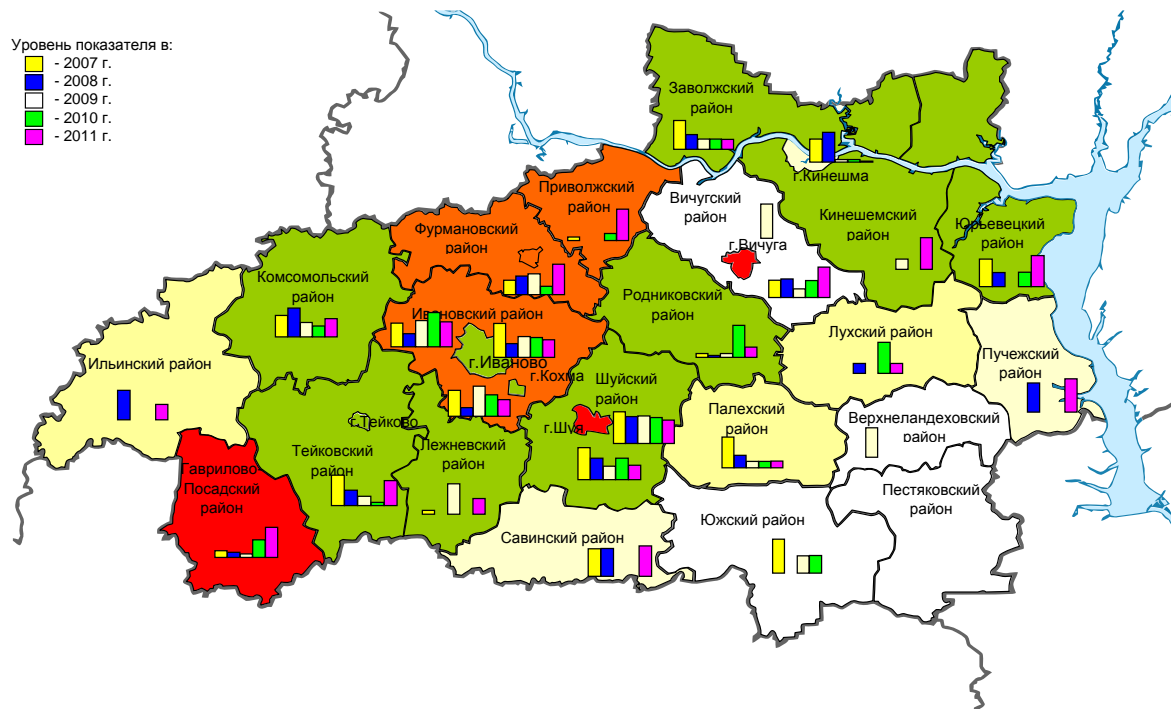 Уровень показателя в:
- 2007 г.
- 2008 г.
- 2009 г.
- 2010 г.
- 2011 г.
Заволжский
район
г.Кинешма
Приволжский
район
Вичугский
район
Кинешемский
район
Юрьевецкий
район
Фурмановский
район
г.Вичуга
Комсомольский
район
Родниковский
район
Ивановский район
Лухский район
Пучежский
район
Ильинский район
г.Иваново
г.Кохма
Шуйский
район
Палехский
район
Верхнеландеховский
район
г.Тейково
г.Шуя
Тейковский
район
Лежневский
район
Гаврилово-
Посадский
район
Пестяковский
район
Южский район
Савинский район